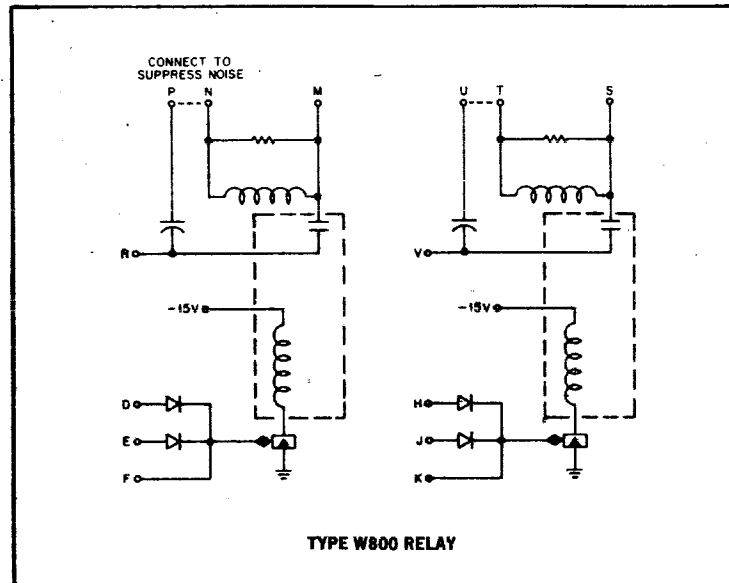 CONNECT TO
SUPPRESS NOISE
P N M U T S
R V
-15V -15V
D H
E J
F K
TYPE W800 RELAY